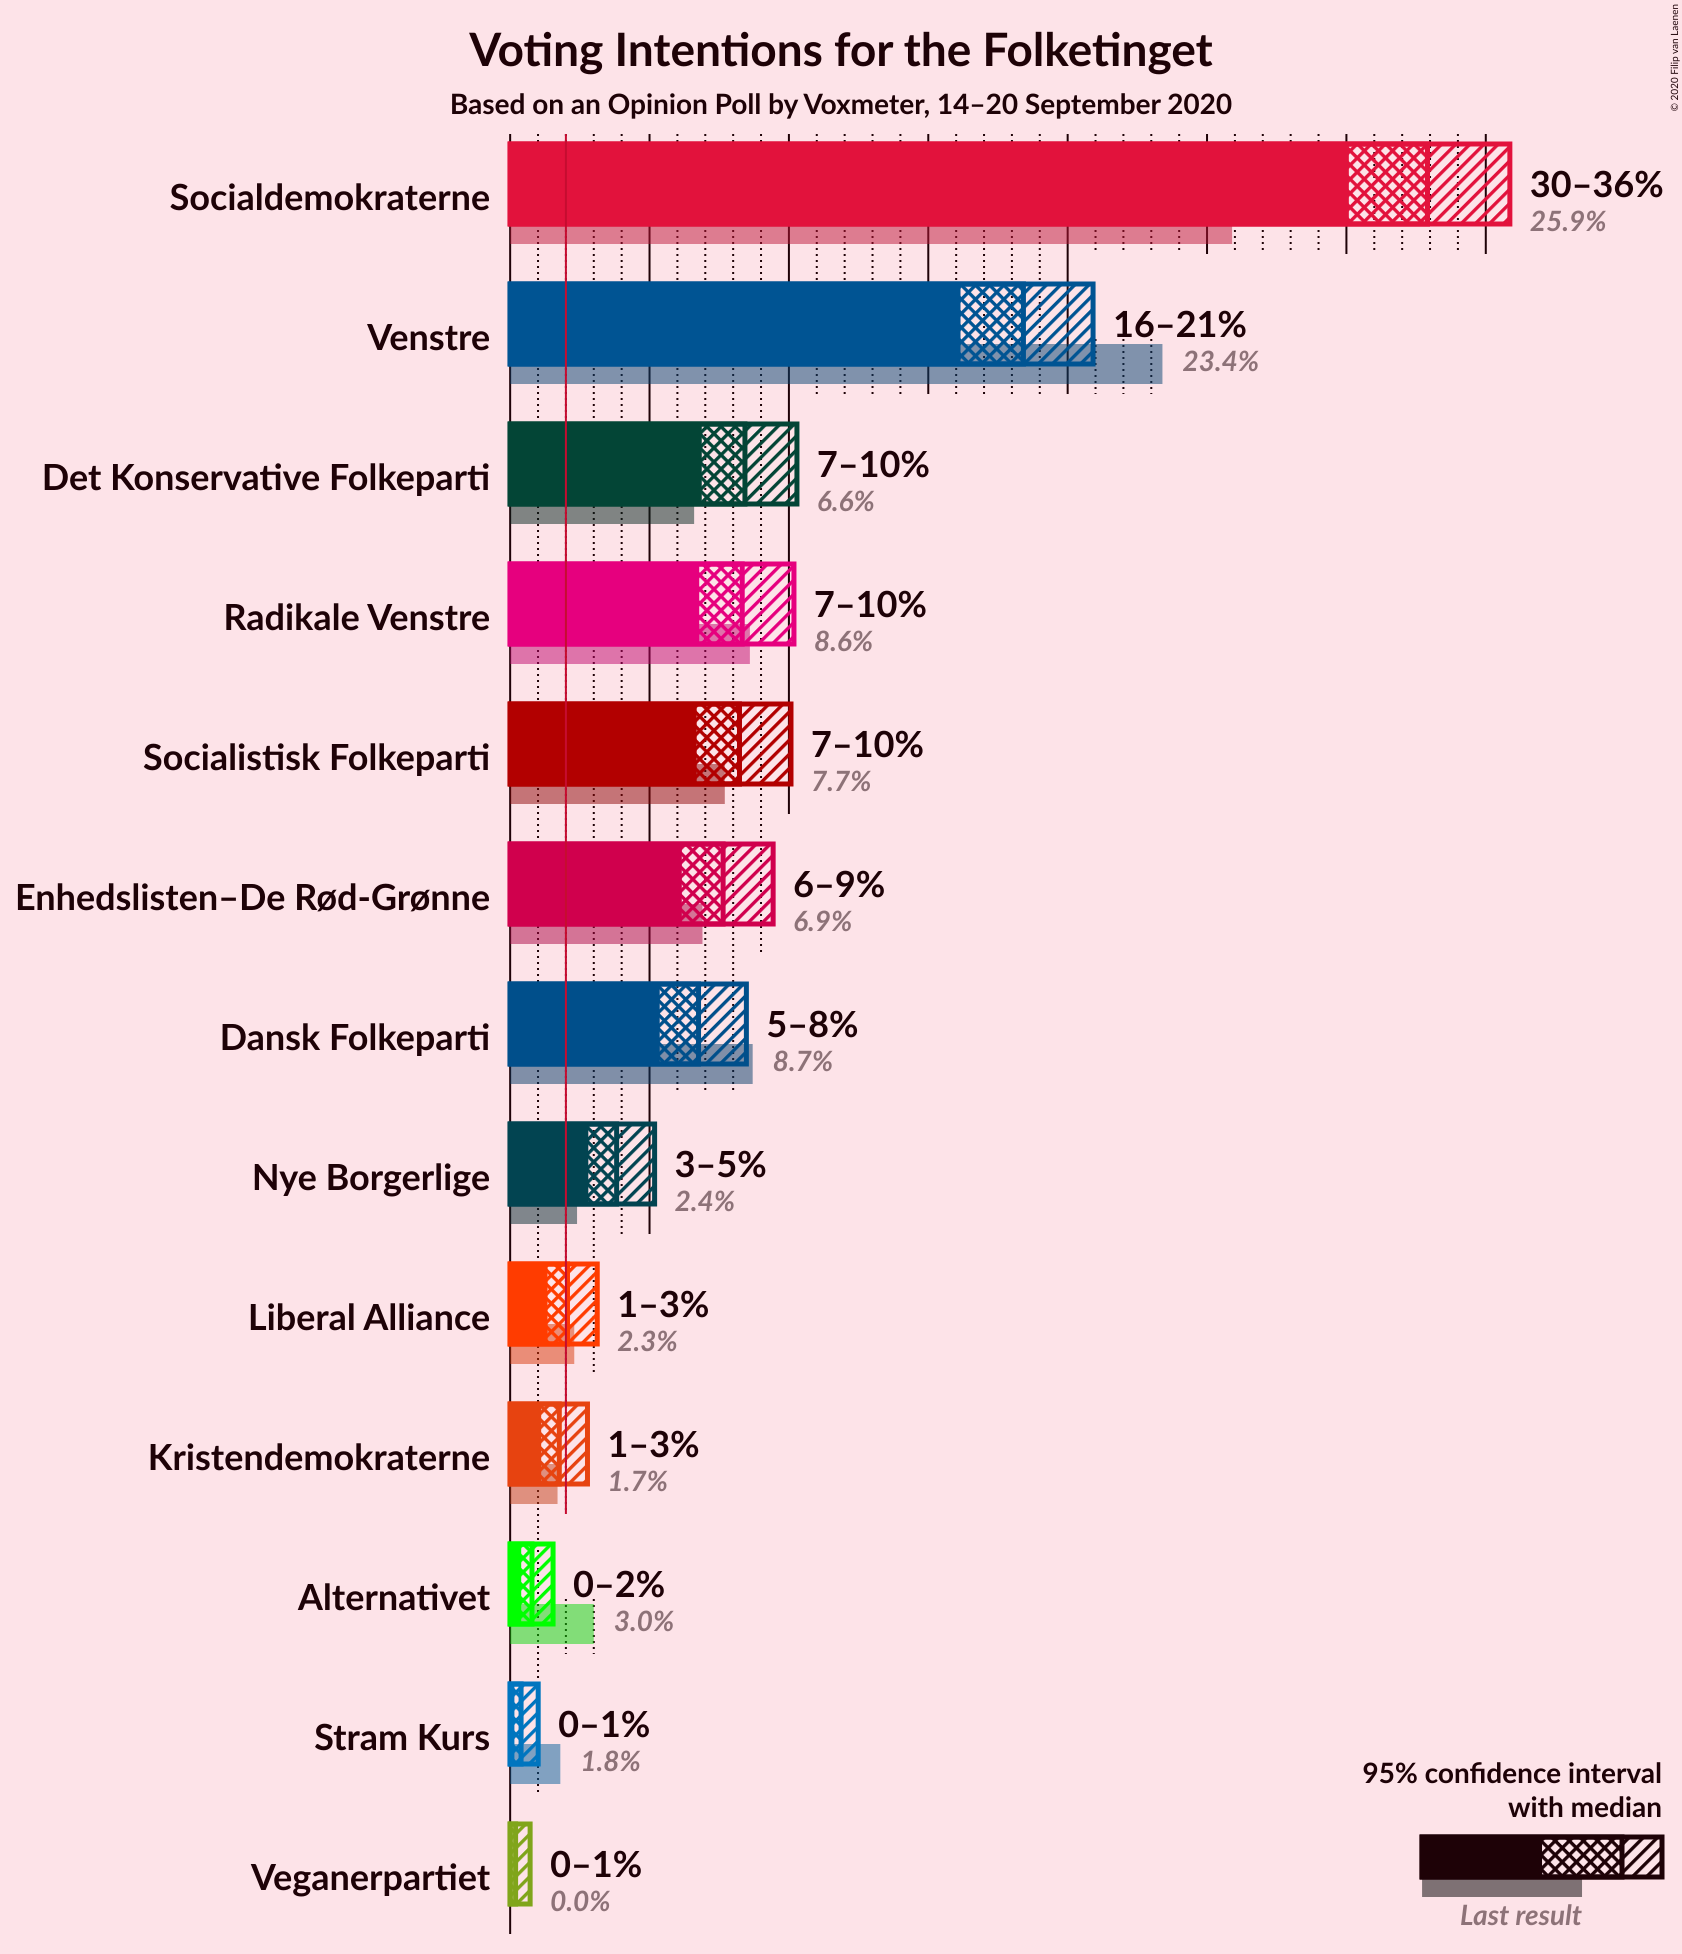 Voting Intentions for the Folketinget
Based on an Opinion Poll by Voxmeter, 14–20 September 2020
© 2020 Filip van Laenen
Socialdemokraterne
30–36%
25.9%
Venstre
16–21%
23.4%
Det Konservative Folkeparti
7–10%
6.6%
Radikale Venstre
7–10%
8.6%
Socialistisk Folkeparti
7–10%
7.7%
Enhedslisten–De Rød-Grønne
6–9%
6.9%
Dansk Folkeparti
5–8%
8.7%
Nye Borgerlige
3–5%
2.4%
Liberal Alliance
1–3%
2.3%
Kristendemokraterne
1–3%
1.7%
Alternativet
0–2%
3.0%
Stram Kurs
0–1%
1.8%
Veganerpartiet
0–1%
0.0%
95% confidence interval
with median
Last result